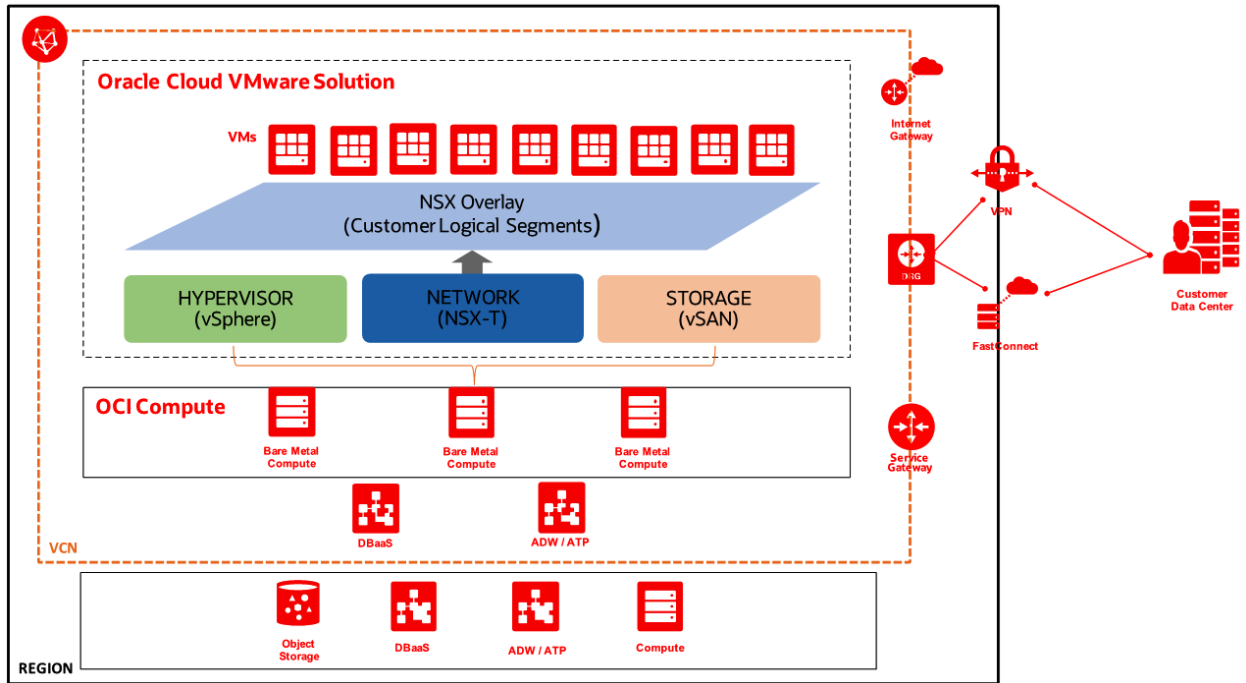 Oracle Cloud VMware Solution
VMs
NSX Overlay
(Customer Logical Segments)
HYPERVISOR
(vSphere)
NETWORK
(NSX-T)
STORAGE
(vSAN)
OCI Compute
Bare Metal
Compute
Bare Metal
Compute
Bare Metal
Compute
DBaaS
ADW / ATP
VCN
Object
Storage
DBaaS
ADW / ATP
Compute
REGION
Internet
Gateway
VPN
DRG
FastConnect
Service
Gateway
Customer
Data Center